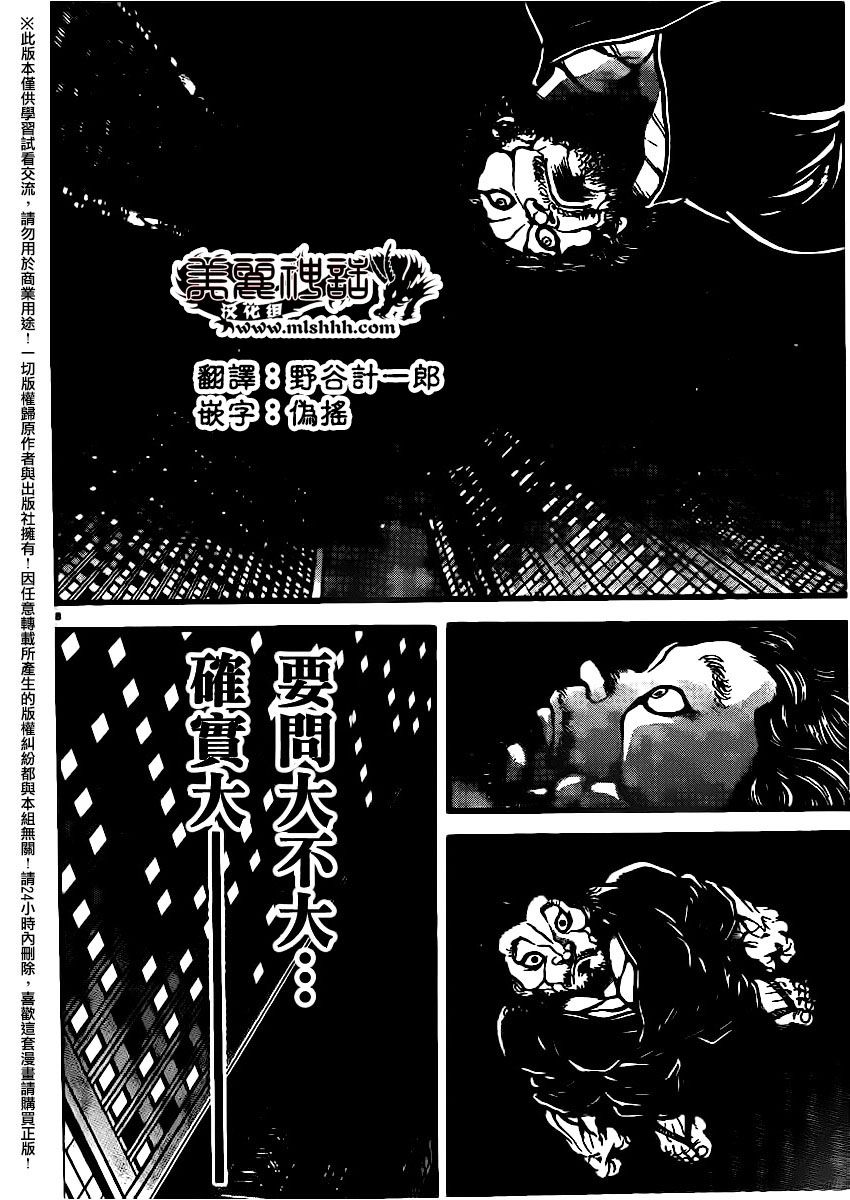 ※此版本僅供學習試看交流，請勿用於商業用途！一切版權歸原作者與出版社擁有！因任意轉載所產生的版權糾紛都與本組無關！請24小時內刪除，喜歡這套漫畫請購買正版！
美麗神話
汉化组
www.mlshhh.com
翻譯：野谷計一郎
嵌字：偽搖
8
要問大不大…
確實大——